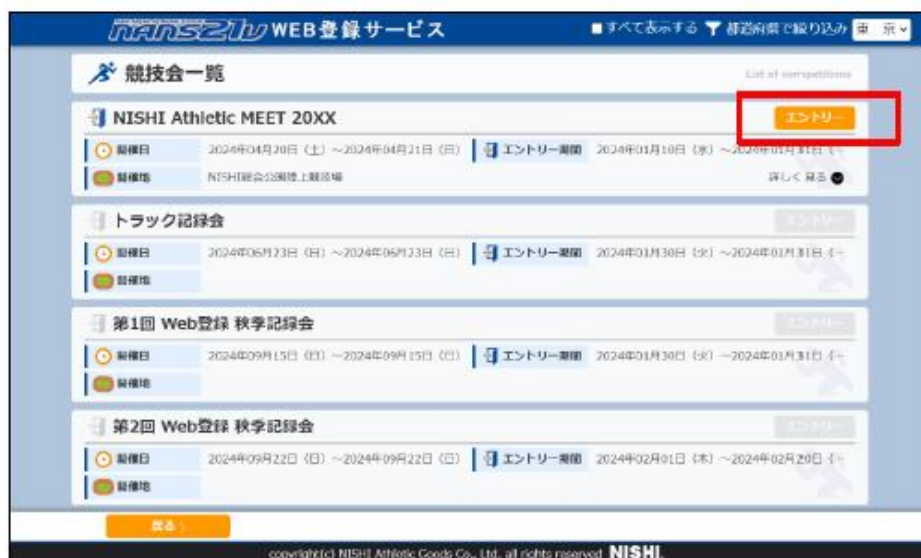 NANS21V WEB登録サービス
■すべて表示する 都道府県で絞り込み 東 京
競技会一覧
List of competitions
NISHI Athletic MEET 20XX
エントリー
開催日 2024年04月20日（土）～2024年04月21日（日） エントリー期間 2024年01月10日（水）～2024年01月31日（…
開催地 NISHI総合公園陸上競技場 詳しく見る
トラック記録会
エントリー
開催日 2024年06月23日（日）～2024年06月23日（日） エントリー期間 2024年01月30日（火）～2024年01月31日（…
開催地
第1回 Web登録 秋季記録会
エントリー
開催日 2024年09月15日（日）～2024年09月15日（日） エントリー期間 2024年01月30日（火）～2024年01月31日（…
開催地
第2回 Web登録 秋季記録会
エントリー
開催日 2024年09月22日（日）～2024年09月22日（日） エントリー期間 2024年02月01日（木）～2024年02月20日（…
開催地
戻る
copyright(c) NISHI Athletic Goods Co., Ltd. all rights reserved NISHI.